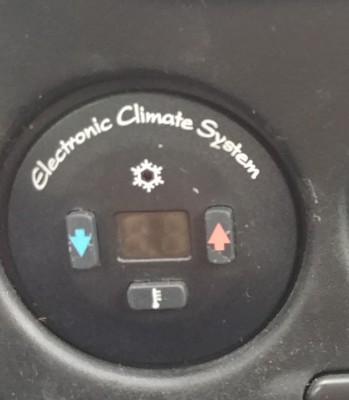 Electronic Climate System